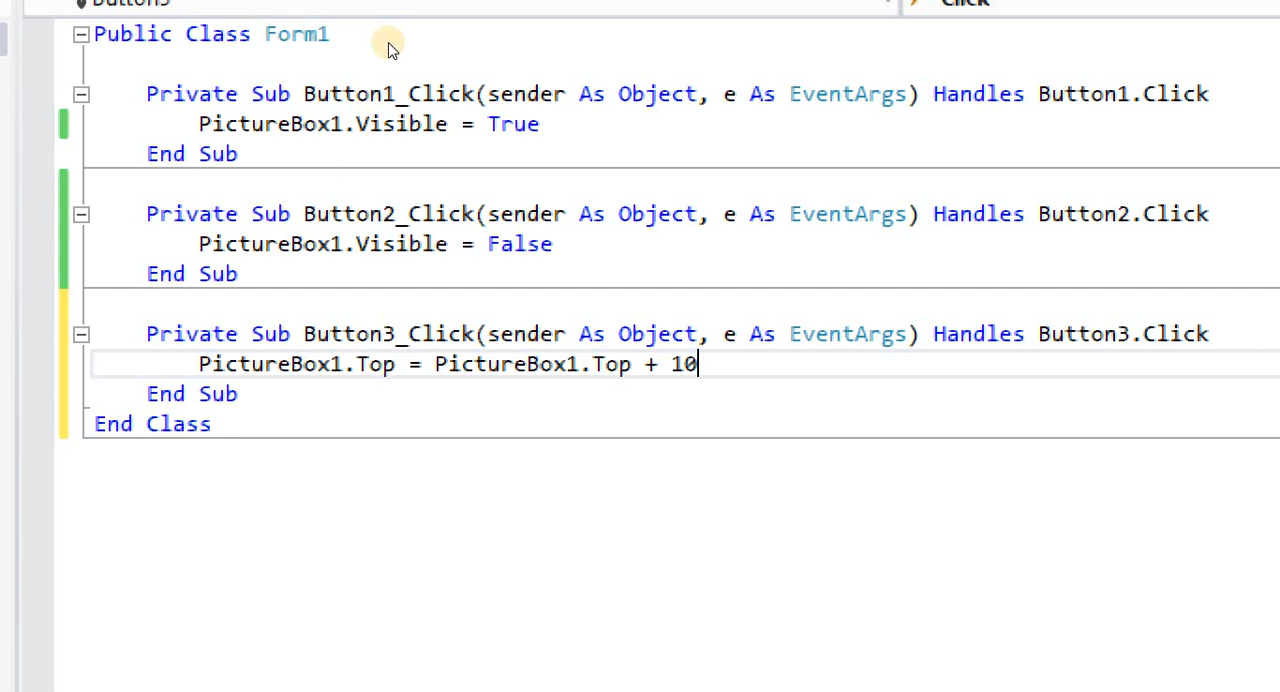 Button3 Click
Public Class Form1
Private Sub Button1_Click(sender As Object, e As EventArgs) Handles Button1.Click
PictureBox1.Visible = True
End Sub
Private Sub Button2_Click(sender As Object, e As EventArgs) Handles Button2.Click
PictureBox1.Visible = False
End Sub
Private Sub Button3_Click(sender As Object, e As EventArgs) Handles Button3.Click
PictureBox1.Top = PictureBox1.Top + 10
End Sub
End Class